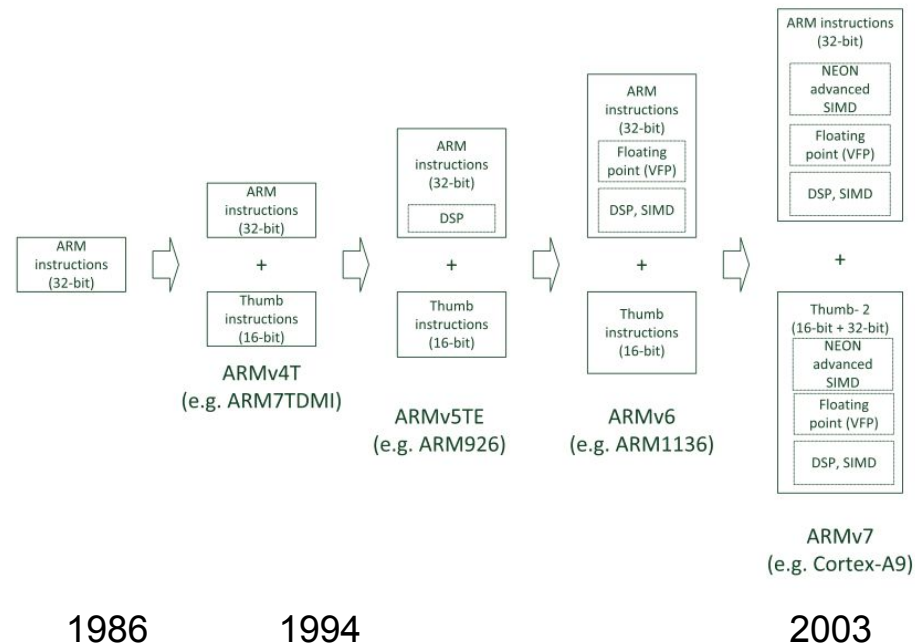 ARM
instructions
(32-bit)
ARM
instructions
(32-bit)
+
Thumb
instructions
(16-bit)
ARMv4T
(e.g. ARM7TDMI)
ARM
instructions
(32-bit)
DSP
+
Thumb
instructions
(16-bit)
ARMv5TE
(e.g. ARM926)
ARM
instructions
(32-bit)
Floating
point (VFP)
DSP, SIMD
+
Thumb
instructions
(16-bit)
ARMv6
(e.g. ARM1136)
ARM instructions
(32-bit)
NEON
advanced
SIMD
Floating
point (VFP)
DSP, SIMD
+
Thumb- 2
(16-bit + 32-bit)
NEON
advanced
SIMD
Floating
point (VFP)
DSP, SIMD
ARMv7
(e.g. Cortex-A9)
1986
1994
2003